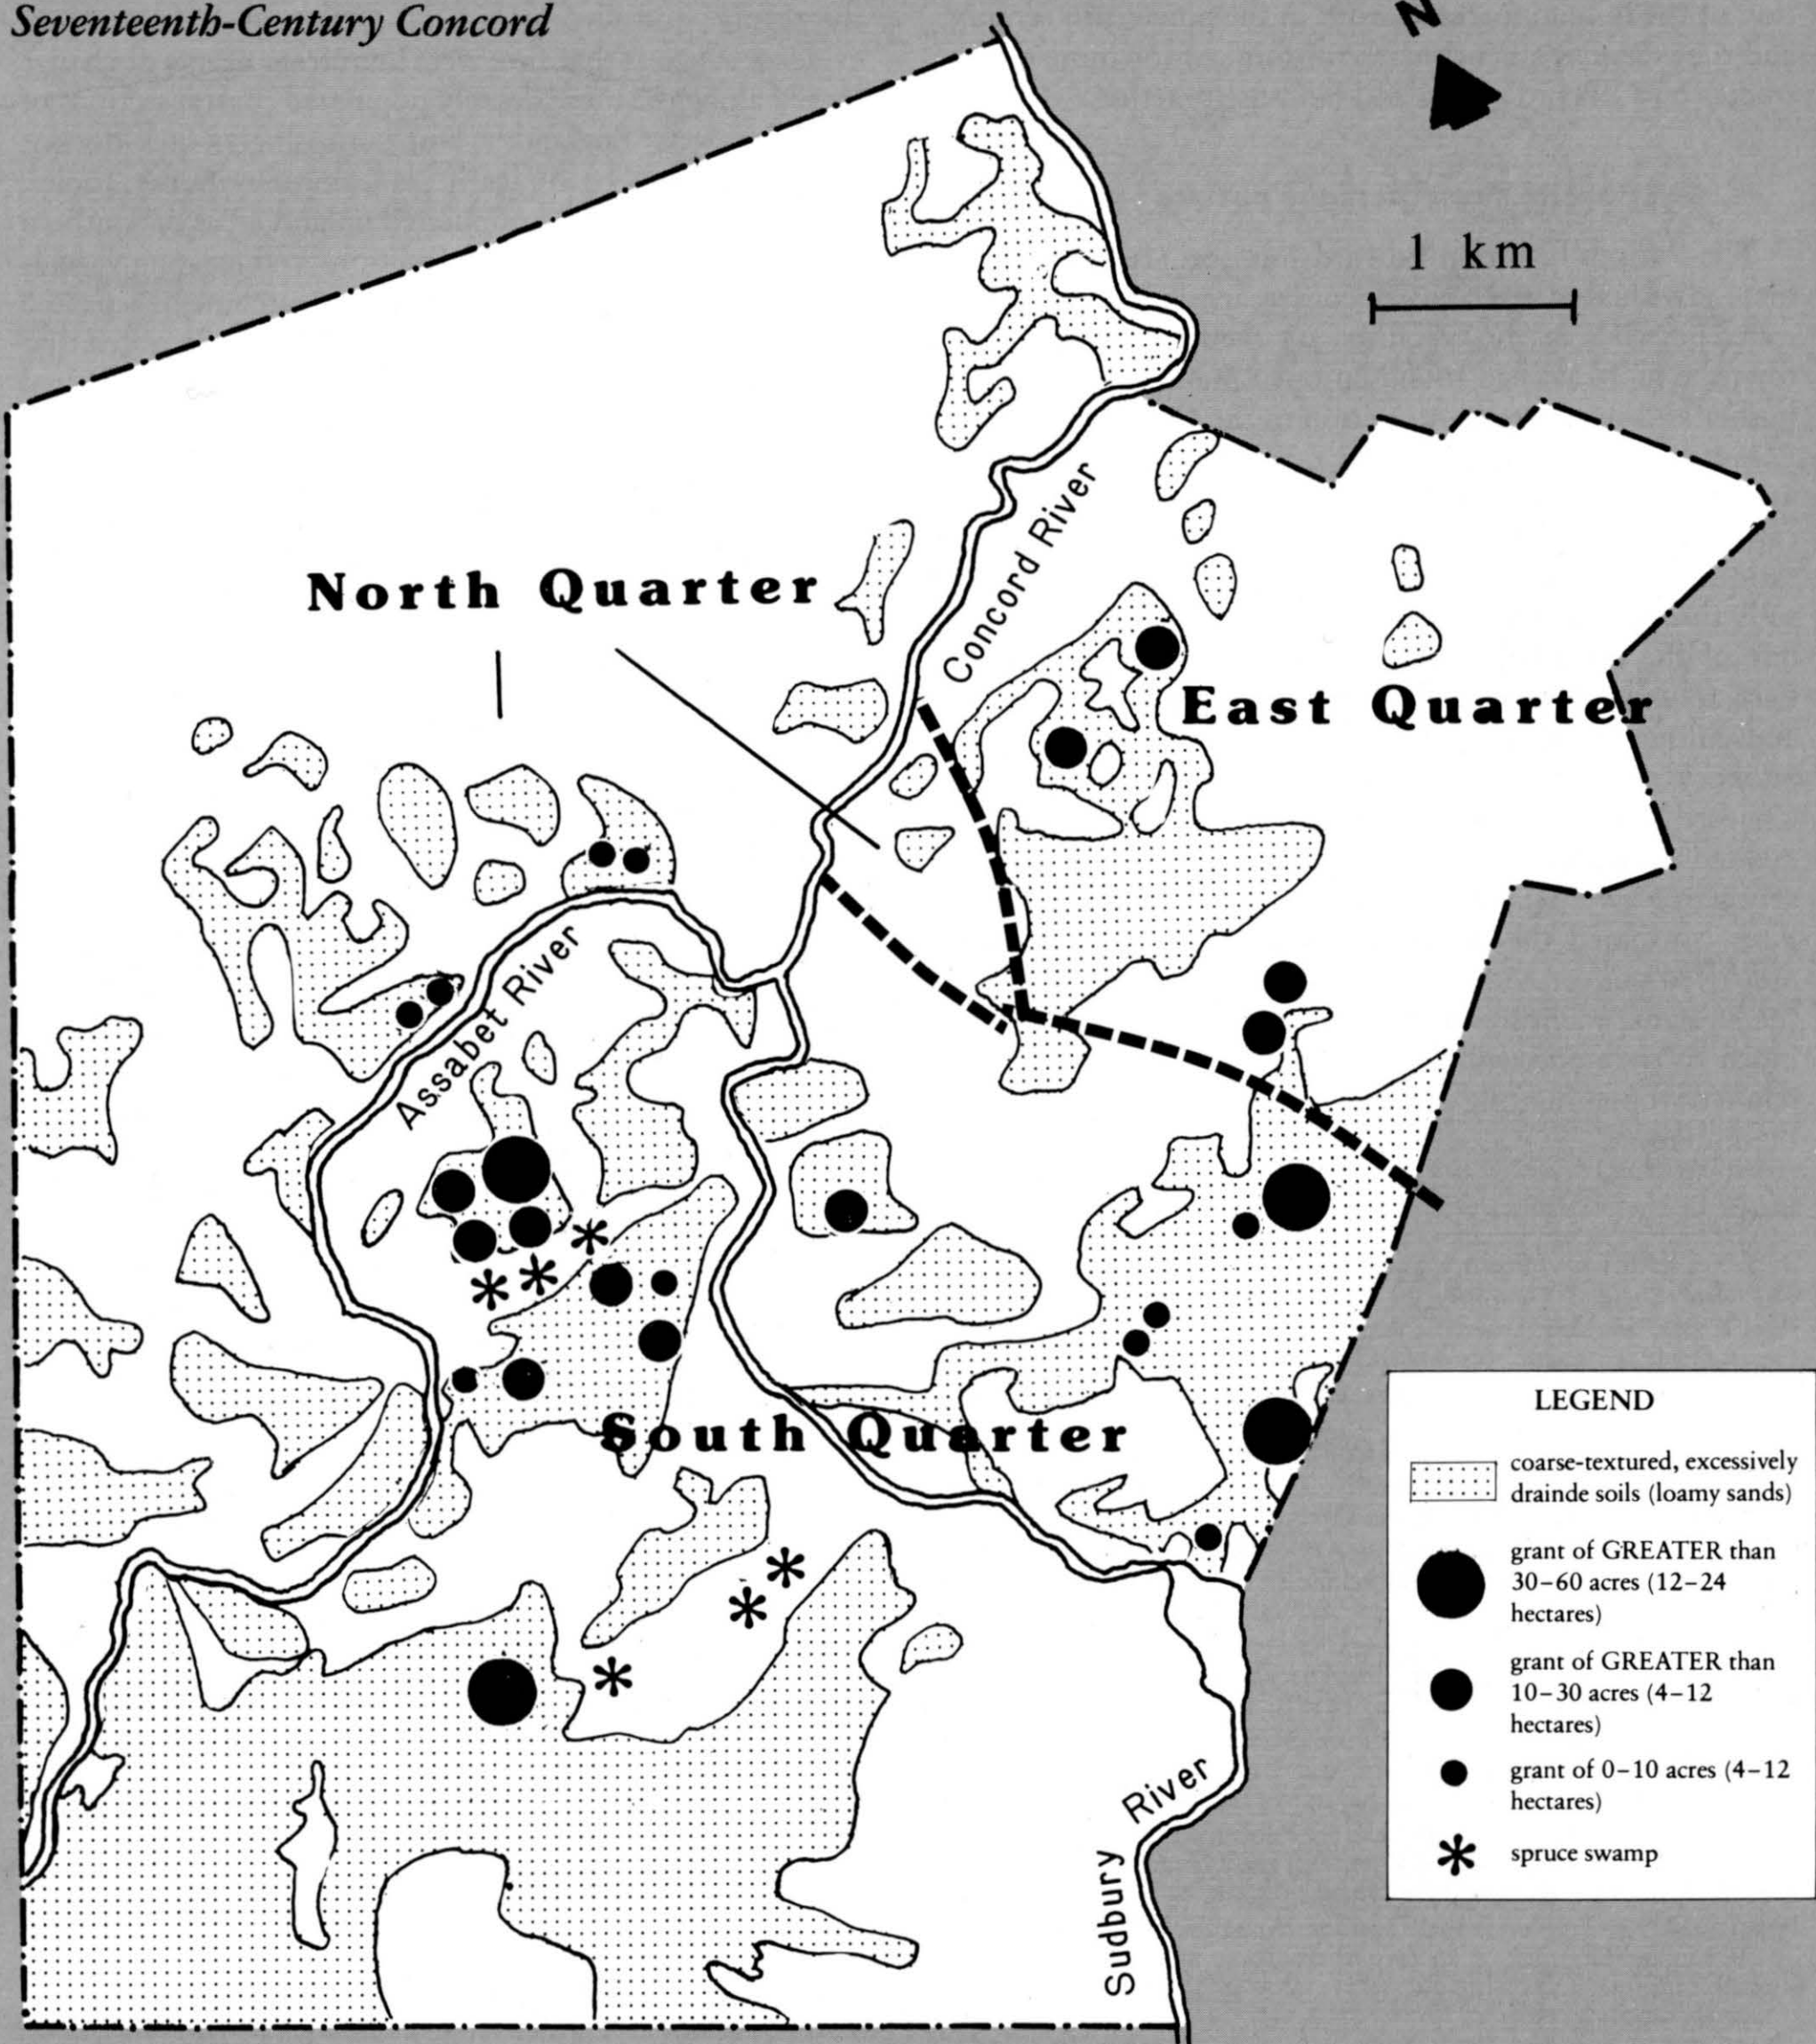 Seventeenth-Century Concord
N
1 km
Concord River
North Quarter
East Quarter
Assabet River
South Quarter
Sudbury River
LEGEND
coarse-textured, excessively
drainde soils (loamy sands)
grant of GREATER than
30–60 acres (12–24
hectares)
grant of GREATER than
10–30 acres (4–12
hectares)
grant of 0–10 acres (4–12
hectares)
spruce swamp